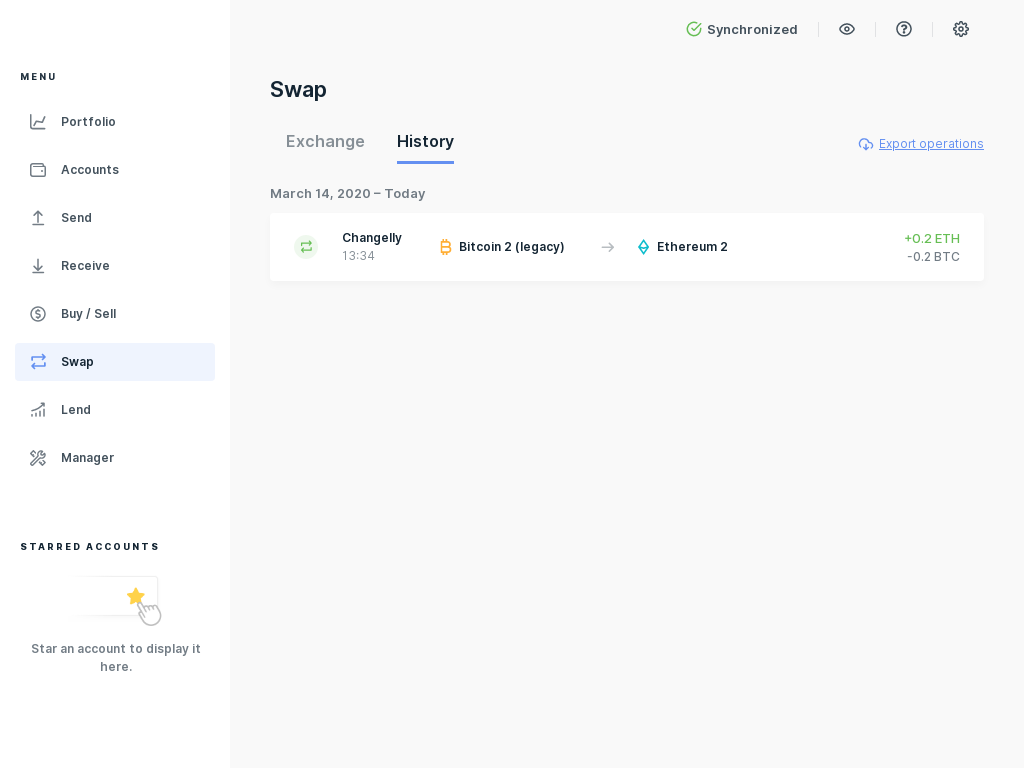 Synchronized
MENU
Portfolio
Accounts
Send
Receive
Buy / Sell
Swap
Lend
Manager
STARRED ACCOUNTS
Star an account to display it
here.
Swap
Exchange
History
Export operations
March 14, 2020 – Today
Changelly
13:34
Bitcoin 2 (legacy)
Ethereum 2
+0.2 ETH
-0.2 BTC